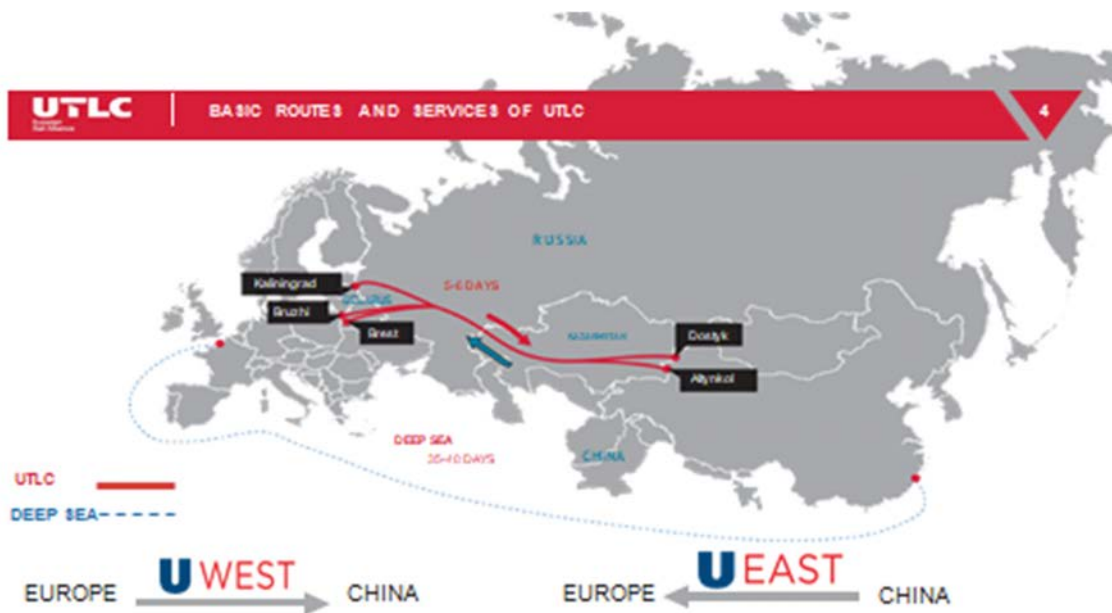 UTLC
BASIC ROUTES AND SERVICES OF UTLC
4
RUSSIA
Kaliningrad
5-6 DAYS
Bruzhi
Brest
KAZAKHSTAN
Dostyk
Altynkol
DEEP SEA
35-40 DAYS
CHINA
UTLC
DEEP SEA
U WEST
EUROPE
CHINA
U EAST
EUROPE
CHINA